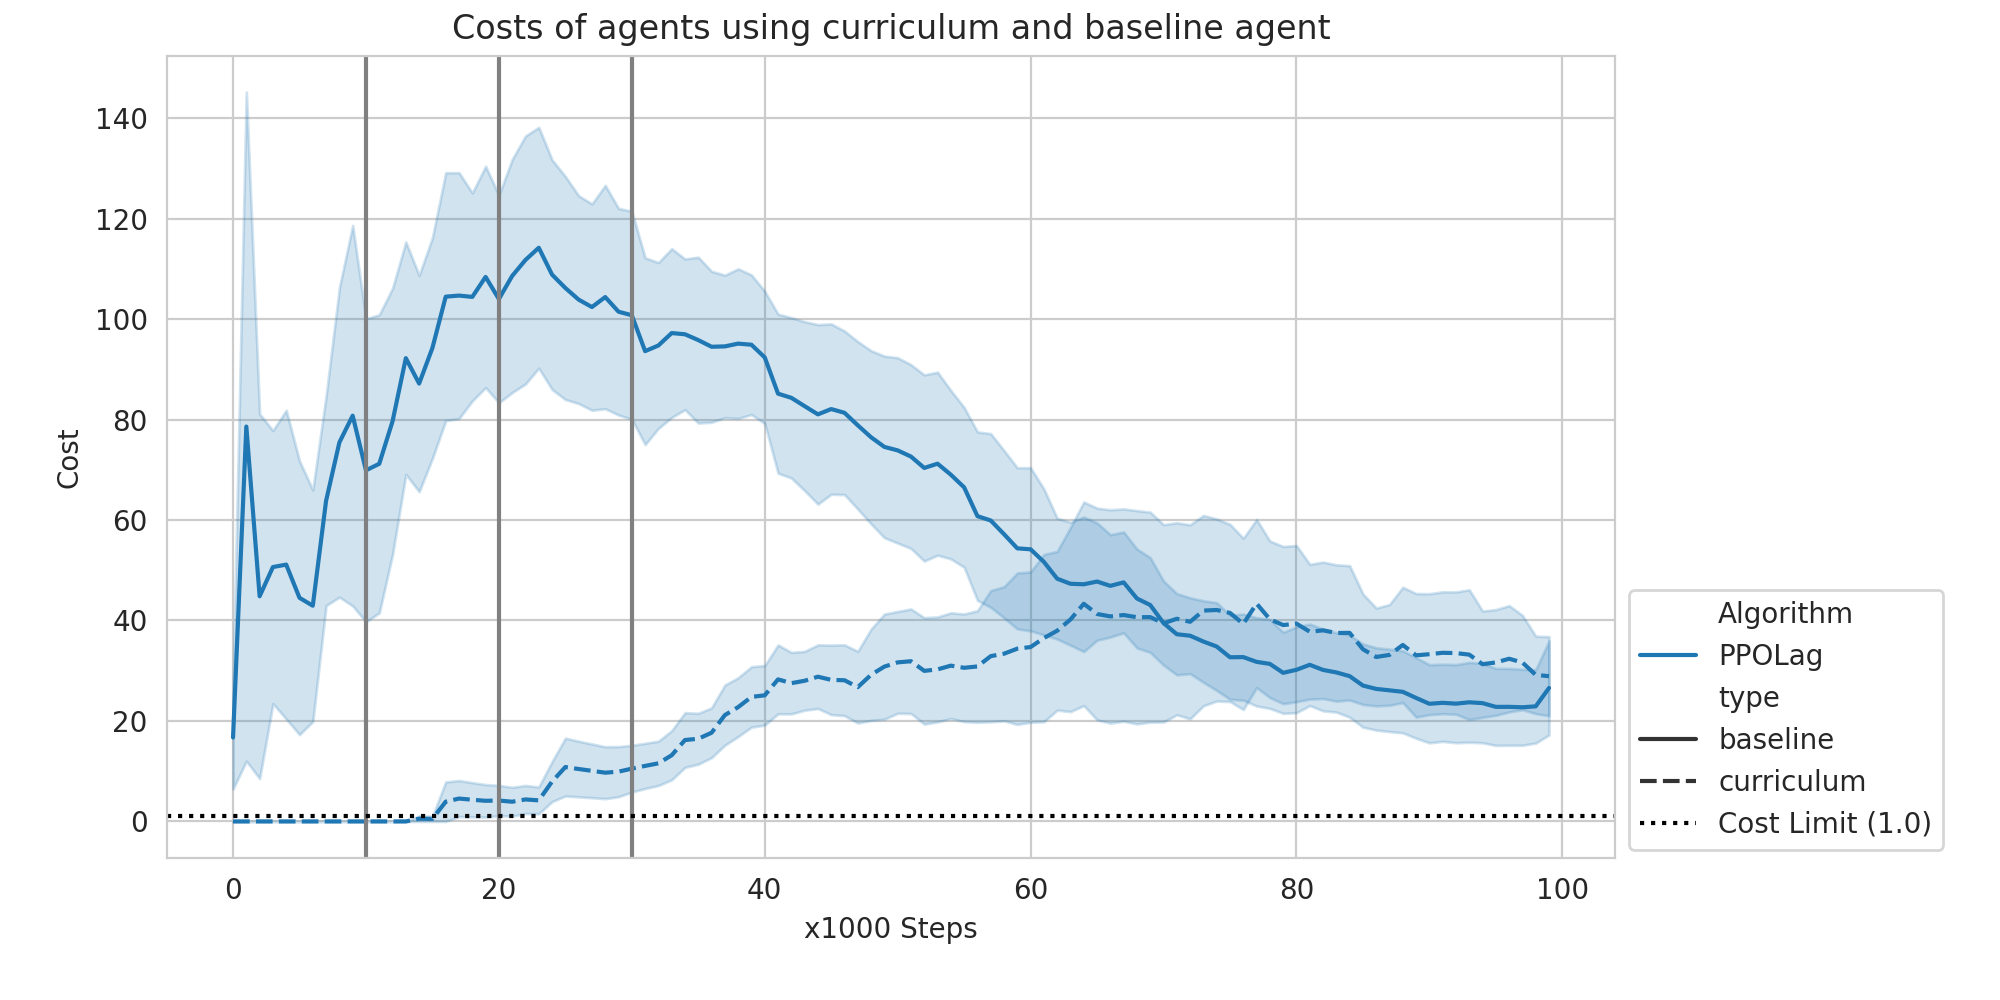 Costs of agents using curriculum and baseline agent
140
120
100
80
60
40
20
0
Cost
0 20 40 60 80 100
x1000 Steps
Algorithm
PPOLag
type
baseline
curriculum
Cost Limit (1.0)